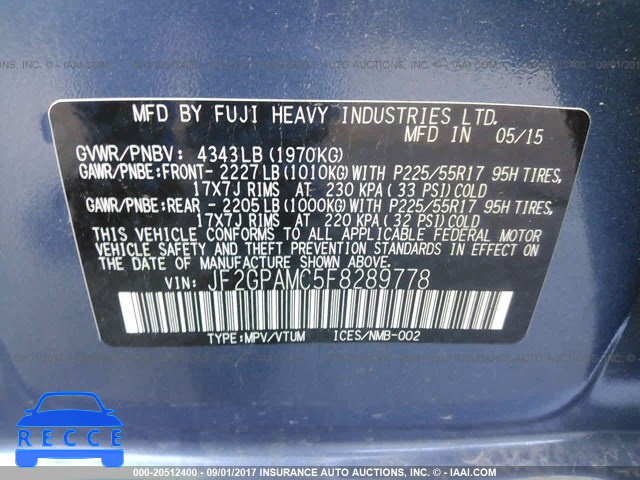 MFD BY FUJI HEAVY INDUSTRIES LTD.
MFD IN 05/15
GVWR/PNBV: 4343LB(1970KG)
GAWR/PNBE:FRONT- 2227LB(1010KG)WITH P225/55R17 95H TIRES,
17X7J RIMS AT 230 KPA(33 PSI)COLD
GAWR/PNBE:REAR - 2205LB(1000KG)WITH P225/55R17 95H TIRES,
17X7J RIMS AT 220 KPA(32 PSI)COLD
THIS VEHICLE CONFORMS TO ALL APPLICABLE FEDERAL MOTOR
VEHICLE SAFETY AND THEFT PREVENTION STANDARDS IN EFFECT ON
THE DATE OF MANUFACTURE SHOWN ABOVE.
VIN: JF2GPAMC5F8289778
TYPE:MPV/VTUM ICES/NMB-002
RECCE
000-20512400 - 09/01/2017 INSURANCE AUTO AUCTIONS, INC. - © - IAAI.COM